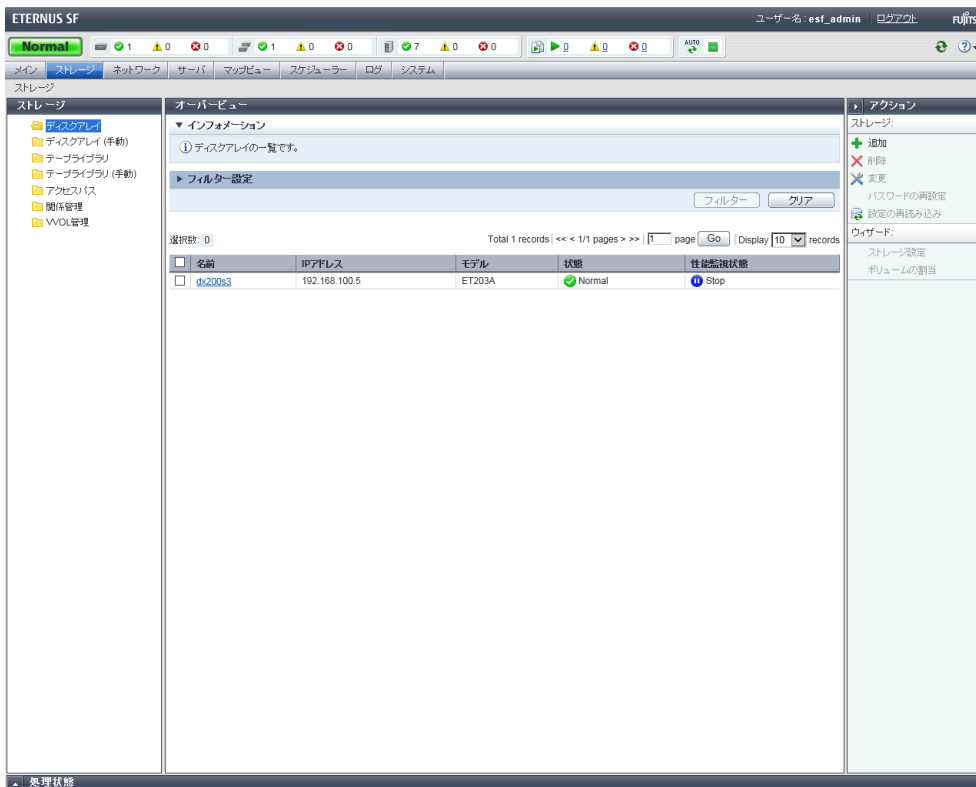 ETERNUS SF
ユーザー名 : esf_admin ログアウト
Normal 1 0 0 1 0 0 7 0 0 0 0 0 AUTO
メイン ストレージ ネットワーク サーバ マップビュー スケジューラー ログ システム
ストレージ
ストレージ
ディスクアレイ
ディスクアレイ (手動)
テープライブラリ
テープライブラリ (手動)
アクセスパス
関係管理
VVOL管理
オーバービュー
▼ インフォメーション
ディスクアレイの一覧です。
▶ フィルター設定
フィルター クリア
選択数: 0 Total 1 records | << < 1/1 pages > >> | 1 page Go | Display 10 records
名前 IPアドレス モデル 状態 性能監視状態
dx200s3 192.168.100.5 ET203A Normal Stop
アクション
ストレージ:
追加
削除
変更
パスワードの再設定
設定の再読み込み
ウィザード:
ストレージ設定
ボリュームの割当
処理状態